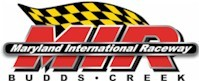 Maryland International Raceway
MIR
BUDDS • CREEK